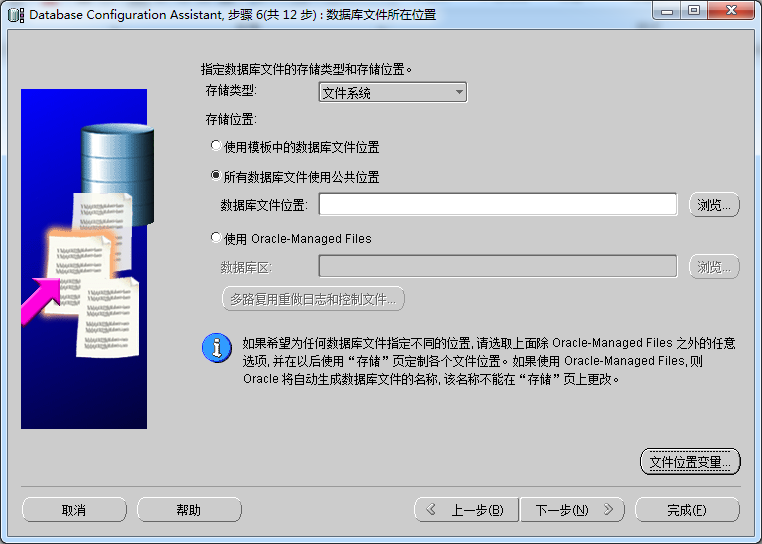 Database Configuration Assistant, 步骤 6(共 12 步) : 数据库文件所在位置
指定数据库文件的存储类型和存储位置。
存储类型:
文件系统
存储位置:
使用模板中的数据库文件位置
所有数据库文件使用公共位置
数据库文件位置:
浏览...
使用 Oracle-Managed Files
数据库区:
浏览...
多路复用重做日志和控制文件...
如果希望为任何数据库文件指定不同的位置, 请选取上面除 Oracle-Managed Files 之外的任意
选项, 并在以后使用“存储”页定制各个文件位置。如果使用 Oracle-Managed Files, 则
Oracle 将自动生成数据库文件的名称, 该名称不能在“存储”页上更改。
文件位置变量...
取消
帮助
上一步(B)
下一步(N)
完成(F)